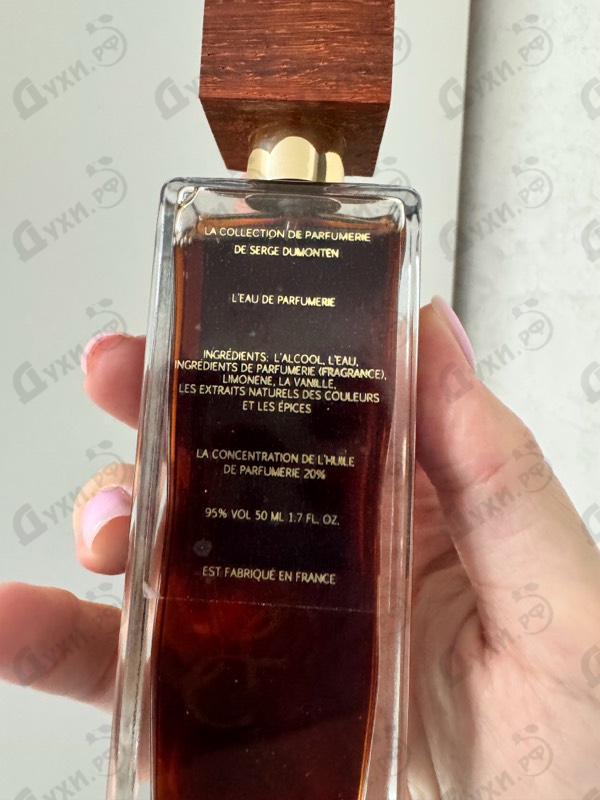 LA COLLECTION DE PARFUMERIE
DE SERGE DUMONTEN
L'EAU DE PARFUMERIE
INGRÉDIENTS: L'ALCOOL, L'EAU,
INGRÉDIENTS DE PARFUMERIE (FRAGRANCE),
LIMONENE, LA VANILLE,
LES EXTRAITS NATURELS DES COULEURS
ET LES ÉPICES
LA CONCENTRATION DE L'HUILE
DE PARFUMERIE 20%
95% VOL 50 ML 1.7 FL. OZ.
EST FABRIQUÉ EN FRANCE
Духи.РФ